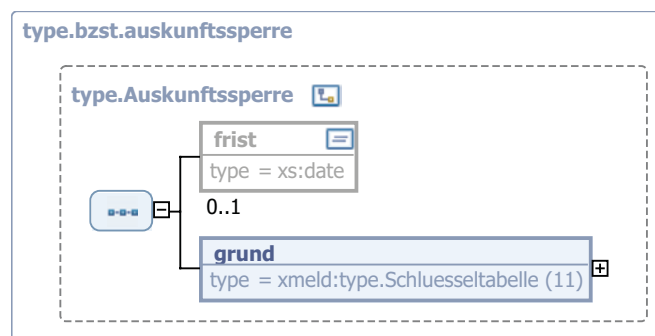 type.bzst.auskunftssperre
type.Auskunftssperre
frist
type = xs:date
0..1
grund
type = xmeld:type.Schluesseltabelle (11)